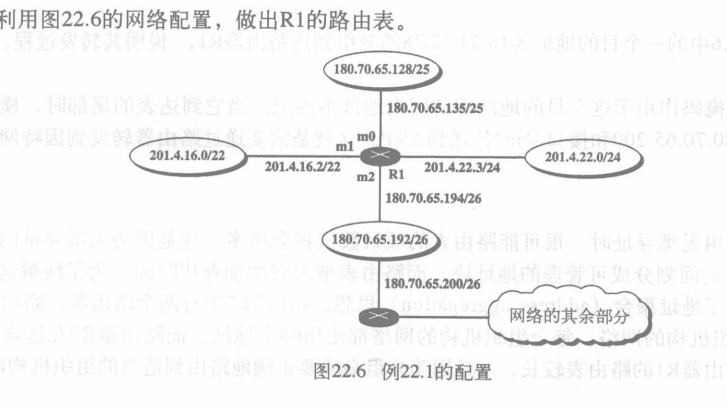 利用图22.6的网络配置，做出R1的路由表。
180.70.65.128/25
180.70.65.135/25
m0
m1
201.4.16.0/22
201.4.16.2/22
R1
201.4.22.3/24
201.4.22.0/24
m2
180.70.65.194/26
180.70.65.192/26
180.70.65.200/26
网络的其余部分
图22.6 例22.1的配置